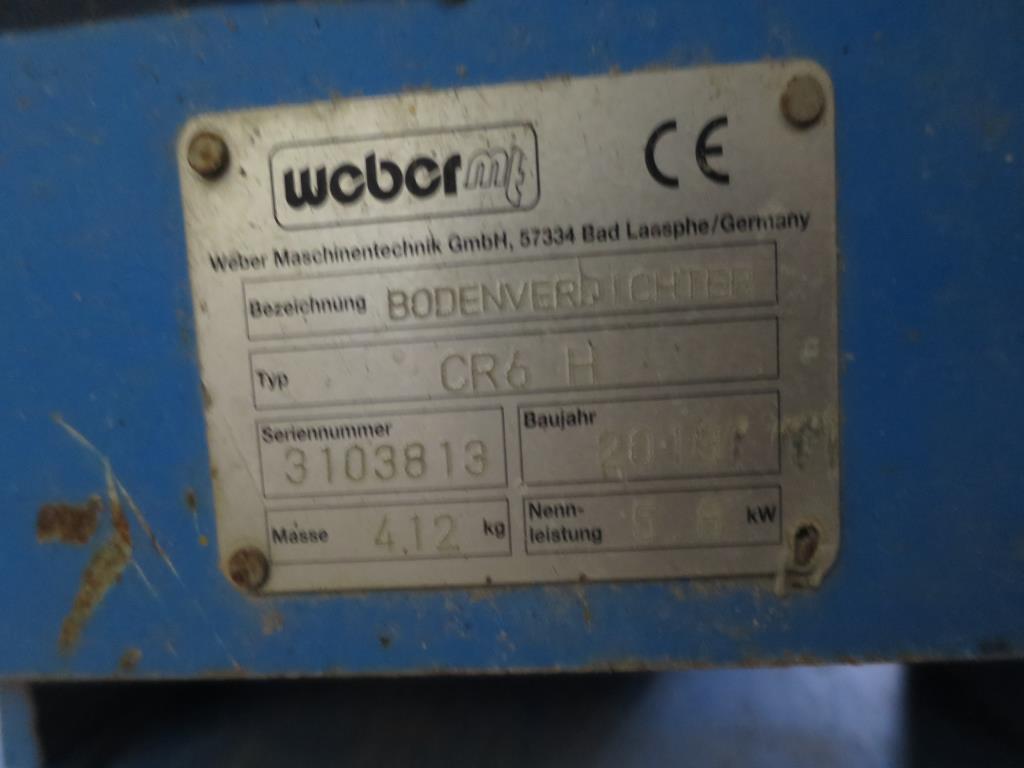 weber mt
CE
Weber Maschinentechnik GmbH, 57334 Bad Laasphe/Germany
Bezeichnung BODENVERDICHTER
Typ CR6 H
Seriennummer
3103813
Baujahr
Masse 412 kg
Nenn-
leistung kW